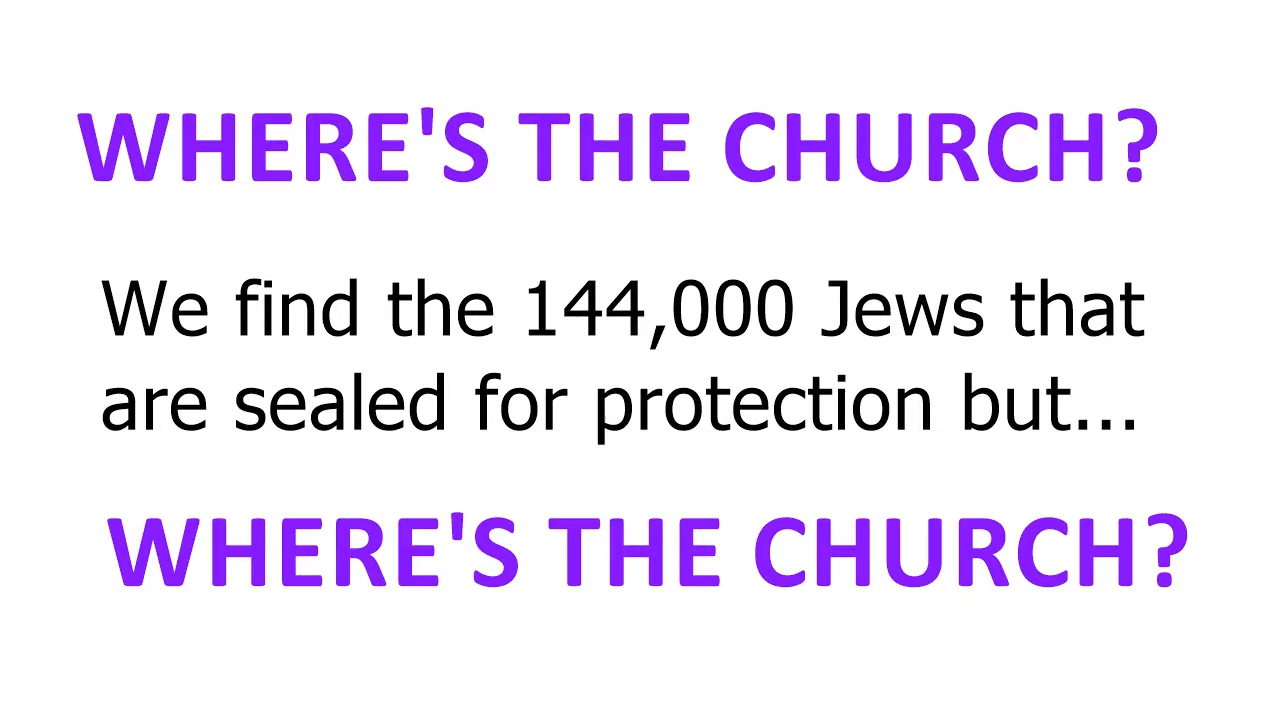 WHERE'S THE CHURCH?
We find the 144,000 Jews that
are sealed for protection but...
WHERE'S THE CHURCH?